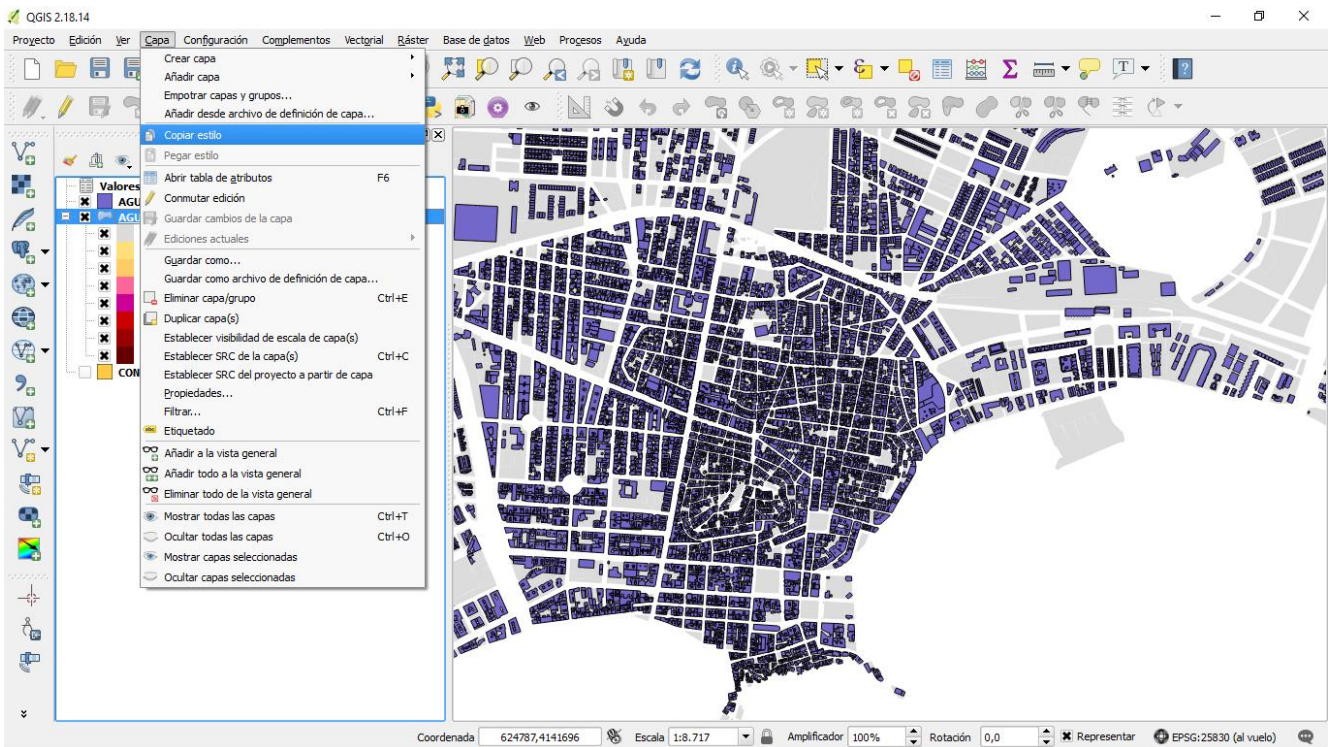 QGIS 2.18.14
Proyecto Edición Ver Capa Configuración Complementos Vectorial Ráster Base de datos Web Procesos Ayuda
Crear capa
Añadir capa
Empotrar capas y grupos...
Añadir desde archivo de definición de capa...
Copiar estilo
Pegar estilo
Abrir tabla de atributos F6
Conmutar edición
Guardar cambios de la capa
Ediciones actuales
Guardar como...
Guardar como archivo de definición de capa...
Eliminar capa/grupo Ctrl+E
Duplicar capa(s)
Establecer visibilidad de escala de capa(s)
Establecer SRC de la capa(s) Ctrl+C
Establecer SRC del proyecto a partir de capa
Propiedades...
Filtrar... Ctrl+F
abc Etiquetado
Añadir a la vista general
Añadir todo a la vista general
Eliminar todo de la vista general
Mostrar todas las capas Ctrl+T
Ocultar todas las capas Ctrl+O
Mostrar capas seleccionadas
Ocultar capas seleccionadas
Valores
AGU
AGU
CON
Coordenada 624787,4141696 Escala 1:8.717 Amplificador 100% Rotación 0,0 Representar EPSG:25830 (al vuelo)